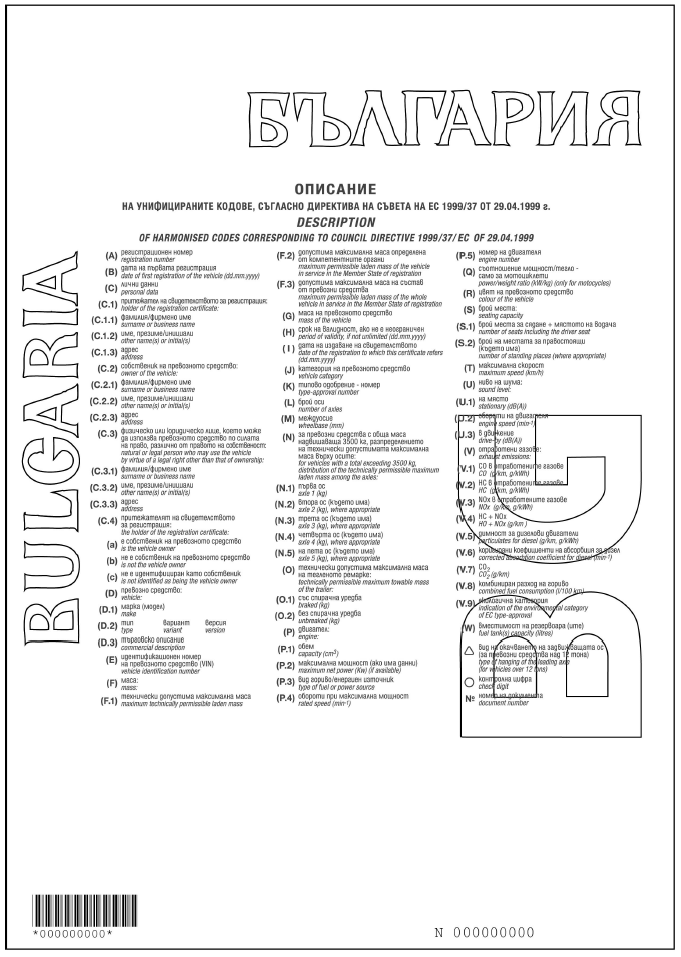 БЪЛГАРИЯ
ОПИСАНИЕ
НА УНИФИЦИРАНИТЕ КОДОВЕ, СЪГЛАСНО ДИРЕКТИВА НА СЪВЕТА НА ЕС 1999/37 ОТ 29.04.1999 г.
DESCRIPTION
OF HARMONISED CODES CORRESPONDING TO COUNCIL DIRECTIVE 1999/37/ EC OF 29.04.1999
BULGARIA
(A) регистрационен номер
registration number
(B) дата на първата регистрация
date of first registration of the vehicle (dd.mm.yyyy)
(C) лични данни
personal data
(C.1) притежател на свидетелството за регистрация:
holder of the registration certificate:
(C.1.1) фамилия/фирмено име
surname or business name
(C.1.2) име, презиме/инициали
other name(s) or initial(s)
(C.1.3) адрес
address
(C.2) собственик на превозното средство:
owner of the vehicle:
(C.2.1) фамилия/фирмено име
surname or business name
(C.2.2) име, презиме/инициали
other name(s) or initial(s)
(C.2.3) адрес
address
(C.3) физическо или юридическо лице, което може
да използва превозното средство по силата
на право, различно от правото на собственост:
natural or legal person who may use the vehicle
by virtue of a legal right other than that of ownership:
(C.3.1) фамилия/фирмено име
surname or business name
(C.3.2) име, презиме/инициали
other name(s) or initial(s)
(C.3.3) адрес
address
(C.4) притежателят на свидетелството
за регистрация:
the holder of the registration certificate:
(a) е собственик на превозното средство
is the vehicle owner
(b) не е собственик на превозното средство
is not the vehicle owner
(c) не е идентифициран като собственик
is not identified as being the vehicle owner
(D) превозно средство:
vehicle:
(D.1) марка (модел)
make
(D.2) тип вариант версия
type variant version
(D.3) търговско описание
commercial description
(E) идентификационен номер
на превозното средство (VIN)
vehicle identification number
(F) маса:
mass:
(F.1) технически допустима максимална маса
maximum technically permissible laden mass
(F.2) допустима максимална маса определена
от компетентните органи
maximum permissible laden mass of the vehicle
in service in the Member State of registration
(F.3) допустима максимална маса на състав
от превозни средства
maximum permissible laden mass of the whole
vehicle in service in the Member State of registration
(G) маса на превозното средство
mass of the vehicle
(H) срок на валидност, ако не е неограничен
period of validity, if not unlimited (dd.mm.yyyy)
( I ) дата на издаване на свидетелството
date of the registration to which this certificate refers
(dd.mm.yyyy)
(J) категория на превозното средство
vehicle category
(K) типово одобрение - номер
type-approval number
(L) брой оси
number of axles
(M) междуосие
wheelbase (mm)
(N) за превозни средства с обща маса
надвишаваща 3500 kg, разпределението
на технически допустимата максимална
маса върху осите:
for vehicles with a total exceeding 3500 kg,
distribution of the technically permissible maximum
laden mass among the axles:
(N.1) първа ос
axle 1 (kg)
(N.2) втора ос (където има)
axle 2 (kg), where appropriate
(N.3) трета ос (където има)
axle 3 (kg), where appropriate
(N.4) четвърта ос (където има)
axle 4 (kg), where appropriate
(N.5) на пета ос (където има)
axle 5 (kg), where appropriate
(O) технически допустима максимална маса
на теглените ремарке:
technically permissible maximum towable mass
of the trailer:
(O.1) със спирачна уредба
braked (kg)
(O.2) без спирачна уредба
unbreaked (kg)
(P) двигател:
engine:
(P.1) обем
capacity (cm³)
(P.2) максимална мощност (ако има данни)
maximum net power (Kw) (if available)
(P.3) вид гориво/енергиен източник
type of fuel or power source
(P.4) обороти при максимална мощност
rated speed (min⁻¹)
(P.5) номер на двигателя
engine number
(Q) съотношение мощност/тегло -
само за мотоциклети
power/weight ratio (kW/kg) (only for motocycles)
(R) цвят на превозното средство
colour of the vehicle
(S) брой места:
seating capacity
(S.1) брой места за сядане + мястото на водача
number of seats including the driver seat
(S.2) брой на местата за правостоящи
(където има)
number of standing places (where appropriate)
(T) максимална скорост
maximum speed (km/h)
(U) ниво на шума:
sound level:
(U.1) на място
stationary (dB(A))
(U.2) обороти на двигателя
engine speed (min⁻¹)
(U.3) в движение
drive-by (dB(A))
(V) отработени газове:
exhaust emissions:
(V.1) CO в отработените газове
CO (g/km, g/kWh)
(V.2) HC в отработените газове
HC (g/km, g/kWh)
(V.3) NOx в отработените газове
NOx (g/km, g/kWh)
(V.4) HC + NOx
HO + NOx (g/km )
(V.5) димност за дизелови двигатели
particulates for diesel (g/km, g/kWh)
(V.6) коригирани коефициенти на абсорбция за дизел
corrected absorbtion coefficient for diesel (min⁻¹)
(V.7) CO₂
CO₂ (g/km)
(V.8) комбиниран разход на гориво
combined fuel consumption (l/100 km)
(V.9) екологична категория
indication of the environmental category
of EC type-approval
(W) вместимост на резервоара (ите)
fuel tank(s) capacity (litres)
△ вид на окачването на задвижващата ос
(за превозни средства над 12 тона)
type of hanging of the leading axis
(for vehicles over 12 tons)
○ контролна цифра
check digit
№ номер на документа
document number
*000000000*
N 000000000